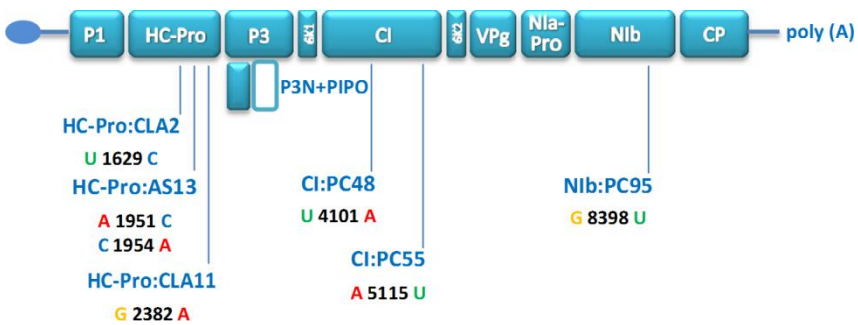 P1 HC-Pro P3 6K1 CI 6K2 VPg NIa-Pro NIb CP poly (A)
P3N+PIPO
HC-Pro:CLA2
U 1629 C
HC-Pro:AS13
A 1951 C
C 1954 A
HC-Pro:CLA11
G 2382 A
CI:PC48
U 4101 A
CI:PC55
A 5115 U
NIb:PC95
G 8398 U